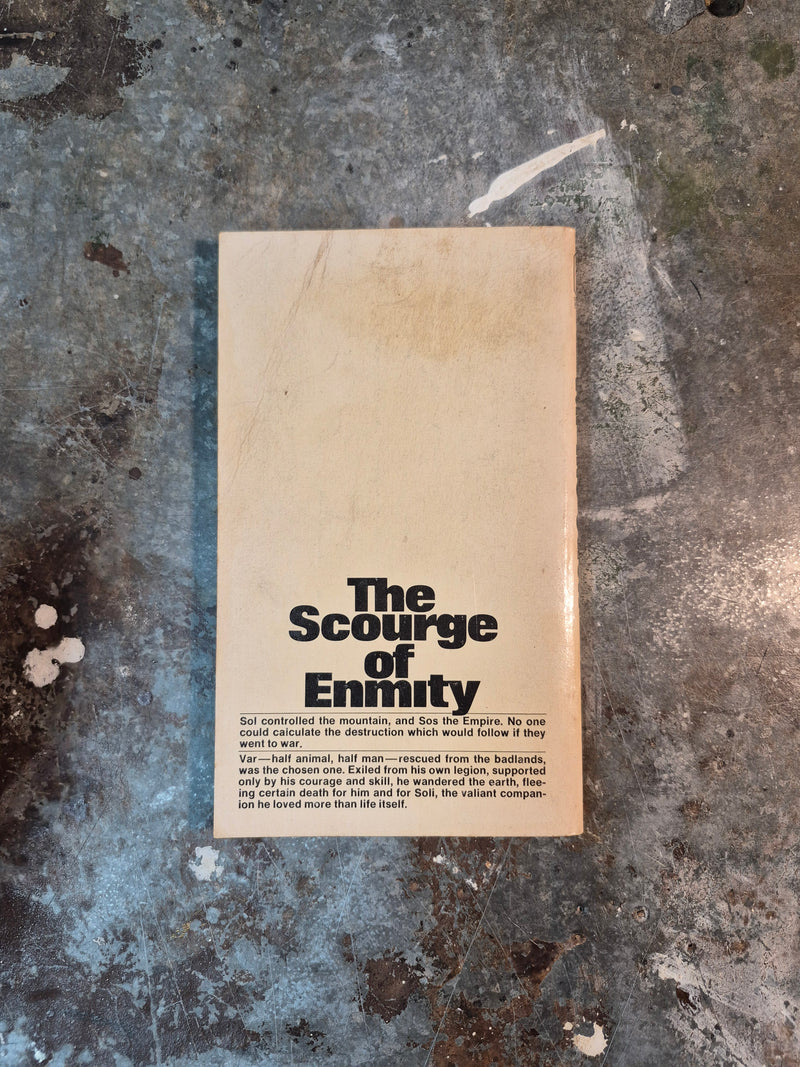 The
Scourge
of
Enmity
Sol controlled the mountain, and Sos the Empire. No one
could calculate the destruction which would follow if they
went to war.
Var—half animal, half man—rescued from the badlands,
was the chosen one. Exiled from his own legion, supported
only by his courage and skill, he wandered the earth, flee-
ing certain death for him and for Soli, the valiant compan-
ion he loved more than life itself.